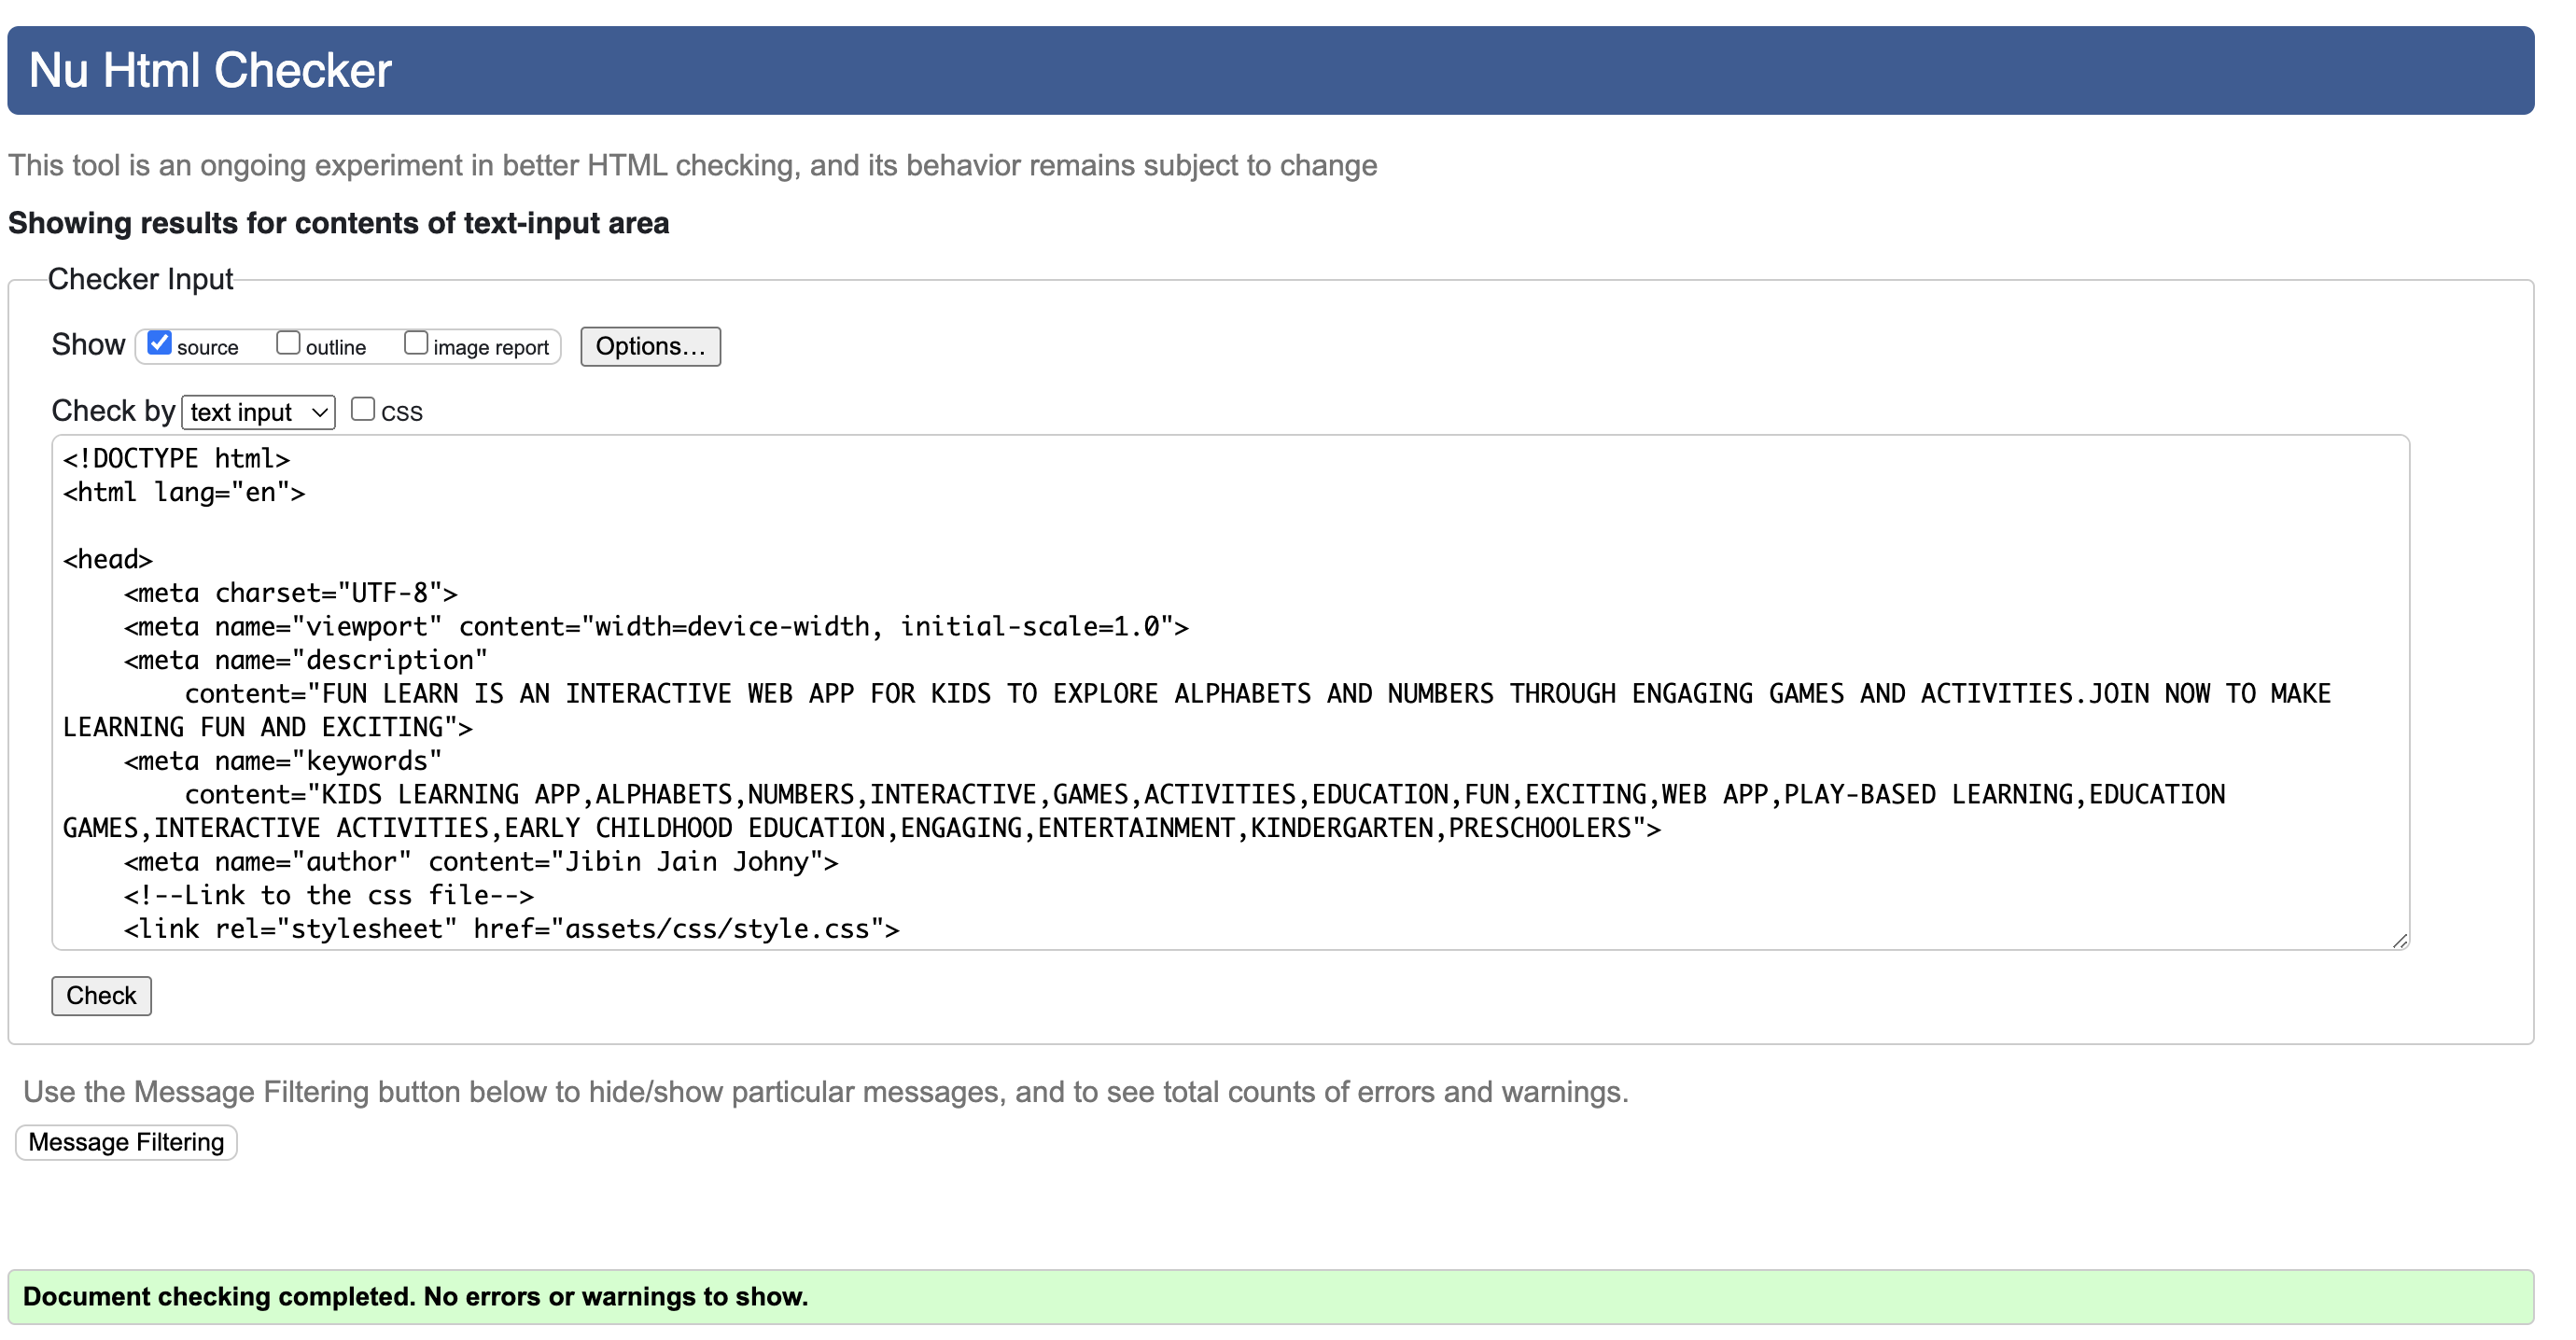 Nu Html Checker
This tool is an ongoing experiment in better HTML checking, and its behavior remains subject to change
Showing results for contents of text-input area
Checker Input
Show source outline image report Options...
Check by text input CSS
<!DOCTYPE html>
<html lang="en">
<head>
    <meta charset="UTF-8">
    <meta name="viewport" content="width=device-width, initial-scale=1.0">
    <meta name="description"
        content="FUN LEARN IS AN INTERACTIVE WEB APP FOR KIDS TO EXPLORE ALPHABETS AND NUMBERS THROUGH ENGAGING GAMES AND ACTIVITIES.JOIN NOW TO MAKE
LEARNING FUN AND EXCITING">
    <meta name="keywords"
        content="KIDS LEARNING APP,ALPHABETS,NUMBERS,INTERACTIVE,GAMES,ACTIVITIES,EDUCATION,FUN,EXCITING,WEB APP,PLAY-BASED LEARNING,EDUCATION
GAMES,INTERACTIVE ACTIVITIES,EARLY CHILDHOOD EDUCATION,ENGAGING,ENTERTAINMENT,KINDERGARTEN,PRESCHOOLERS">
    <meta name="author" content="Jibin Jain Johny">
    <!--Link to the css file-->
    <link rel="stylesheet" href="assets/css/style.css">
Check
Use the Message Filtering button below to hide/show particular messages, and to see total counts of errors and warnings.
Message Filtering
Document checking completed. No errors or warnings to show.